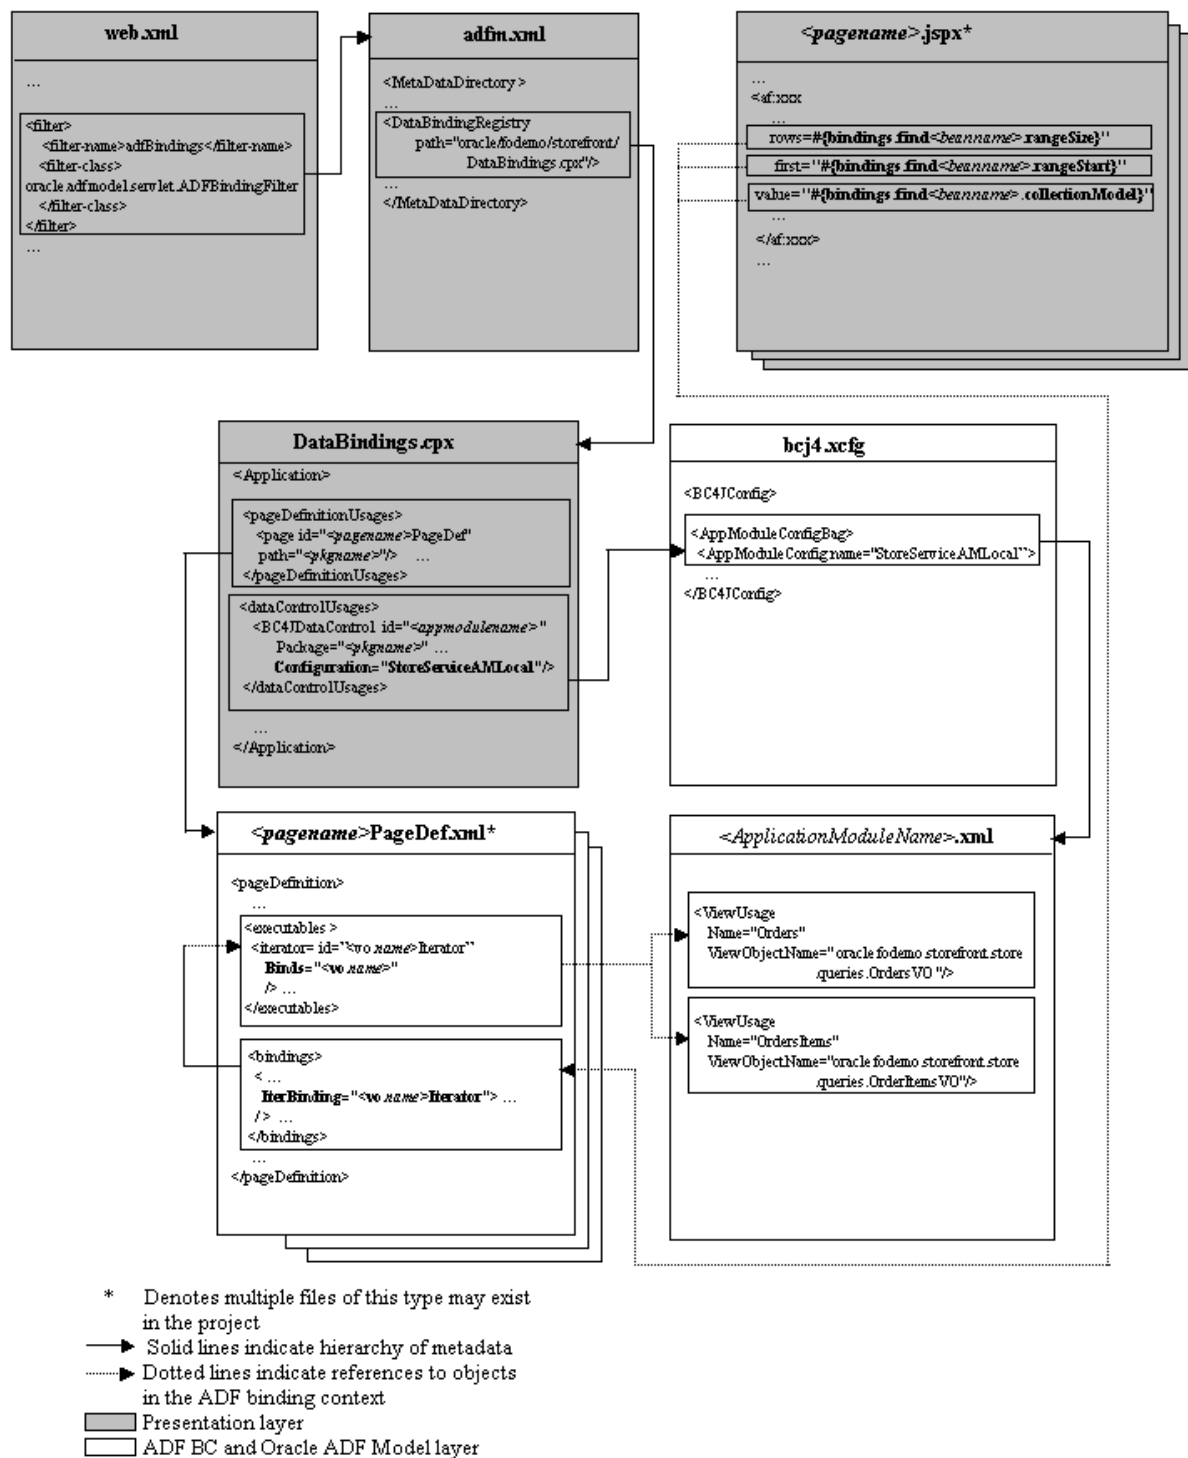 web.xml
...
<filter>
<filter-name>adfBindings</filter-name>
<filter-class>
oracle.adfmodel.servlet.ADFBindingFilter
</filter-class>
</filter>
...
adfm.xml
<MetaDataDirectory >
...
<DataBindingRegistry
path="oracle/fodemo/storefront/
DataBindings.cpx"/>
...
</MetaDataDirectory>
<pagename>.jspx*
...
<af:xxx
...
rows=#{bindings.find<beanname>.rangeSize}"
first="#{bindings.find<beanname>.rangeStart}"
value="#{bindings.find<beanname>.collectionModel}"
...
</af:xxx>
...
DataBindings.cpx
<Application>
<pageDefinitionUsages>
<page id="<pagename>PageDef"
path="<pkgname>"/> ...
</pageDefinitionUsages>
<dataControlUsages>
<BC4JDataControl id="<appmodulename>"
Package="<pkgname>" ...
Configuration="StoreServiceAMLocal"/>
</dataControlUsages>
...
</Application>
bcj4.xcfg
<BC4JConfig>
<AppModuleConfigBag>
<AppModuleConfigname="StoreServiceAMLocal">
...
</BC4JConfig>
<pagename>PageDef.xml*
<pageDefinition>
...
<executables >
<iterator= id="<vo name>Iterator"
Binds="<vo name>"
/> ...
</executables>
<bindings>
< ...
IterBinding="<vo name>Iterator"> ...
/> ...
</bindings>
...
</pageDefinition>
<ApplicationModuleName>.xml
<ViewUsage
Name="Orders"
ViewObjectName="oracle.fodemo.storefront.store
.queries.OrdersVO "/>
<ViewUsage
Name="OrdersItems"
ViewObjectName="oracle.fodemo.storefront.store
.queries.OrderItemsVO"/>
* Denotes multiple files of this type may exist
in the project
Solid lines indicate hierarchy of metadata
Dotted lines indicate references to objects
in the ADF binding context
Presentation layer
ADF BC and Oracle ADF Model layer